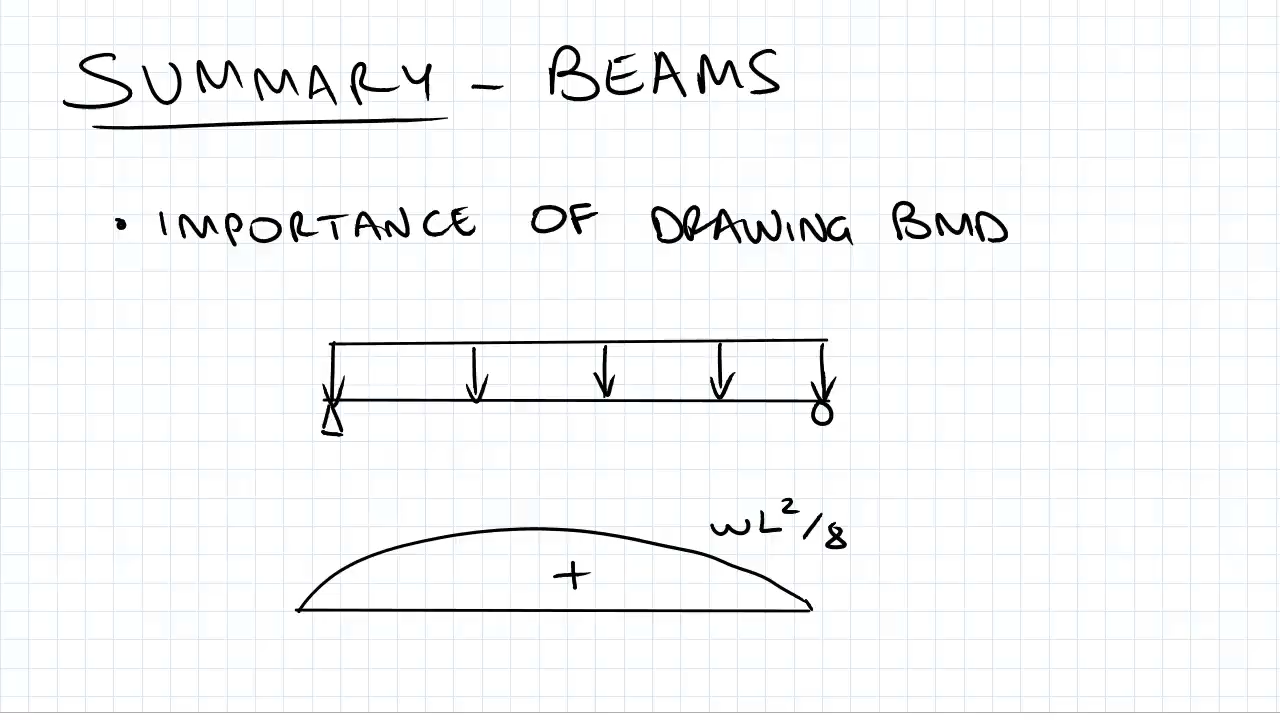 SUMMARY - BEAMS
• IMPORTANCE OF DRAWING BMD
wL²/8
+